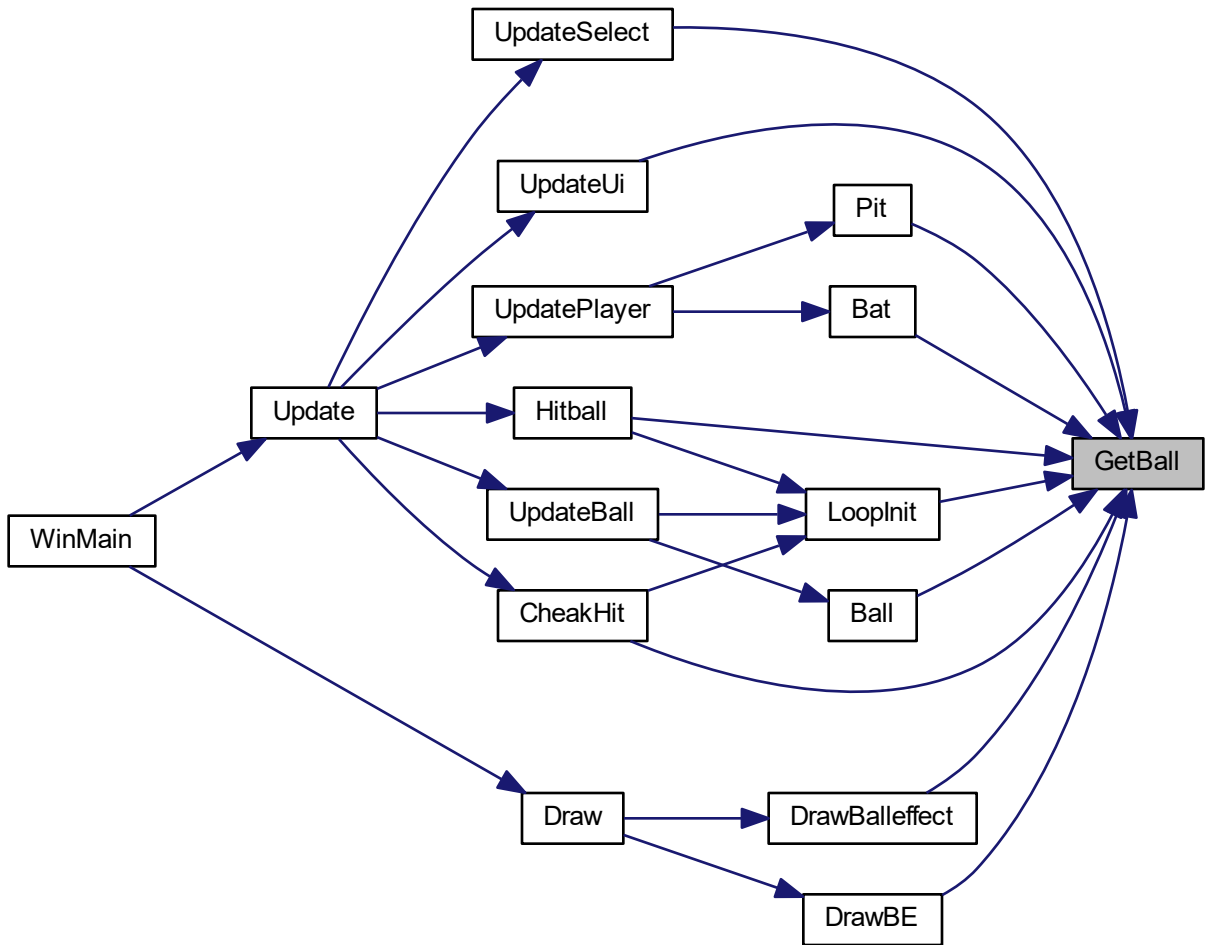 UpdateSelect
UpdateUi
Pit
UpdatePlayer
Bat
Update
Hitball
GetBall
UpdateBall
LoopInit
WinMain
CheakHit
Ball
Draw
DrawBalleffect
DrawBE